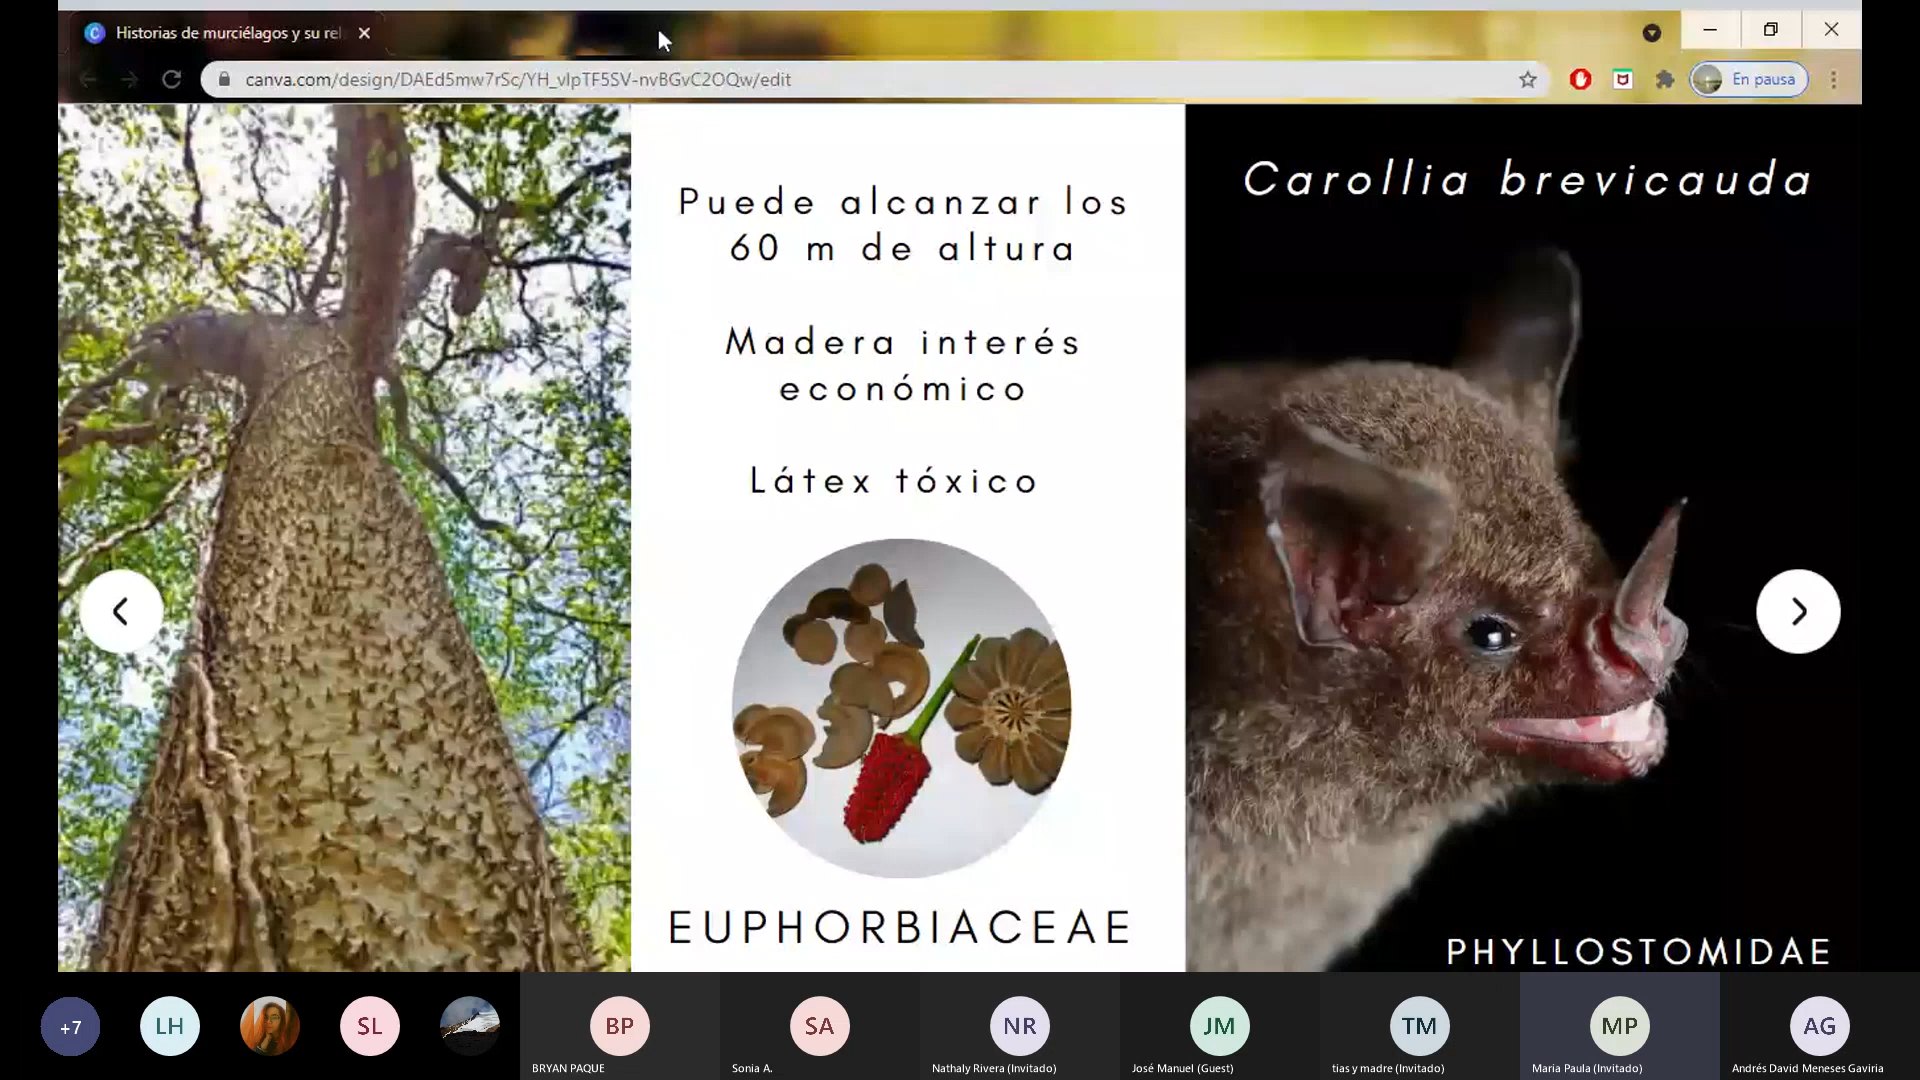 Historias de murciélagos y su rel
canva.com/design/DAEd5mw7rSc/YH_vlpTF5SV-nvBGvC2OQw/edit
En pausa
Puede alcanzar los
60 m de altura
Madera interés
económico
Látex tóxico
EUPHORBIACEAE
Carollia brevicauda
PHYLLOSTOMIDAE
+7
LH
SL
BP
BRYAN PAQUE
SA
Sonia A.
NR
Nathaly Rivera (Invitado)
JM
José Manuel (Guest)
TM
tias y madre (Invitado)
MP
Maria Paula (Invitado)
AG
Andrés David Meneses Gaviria